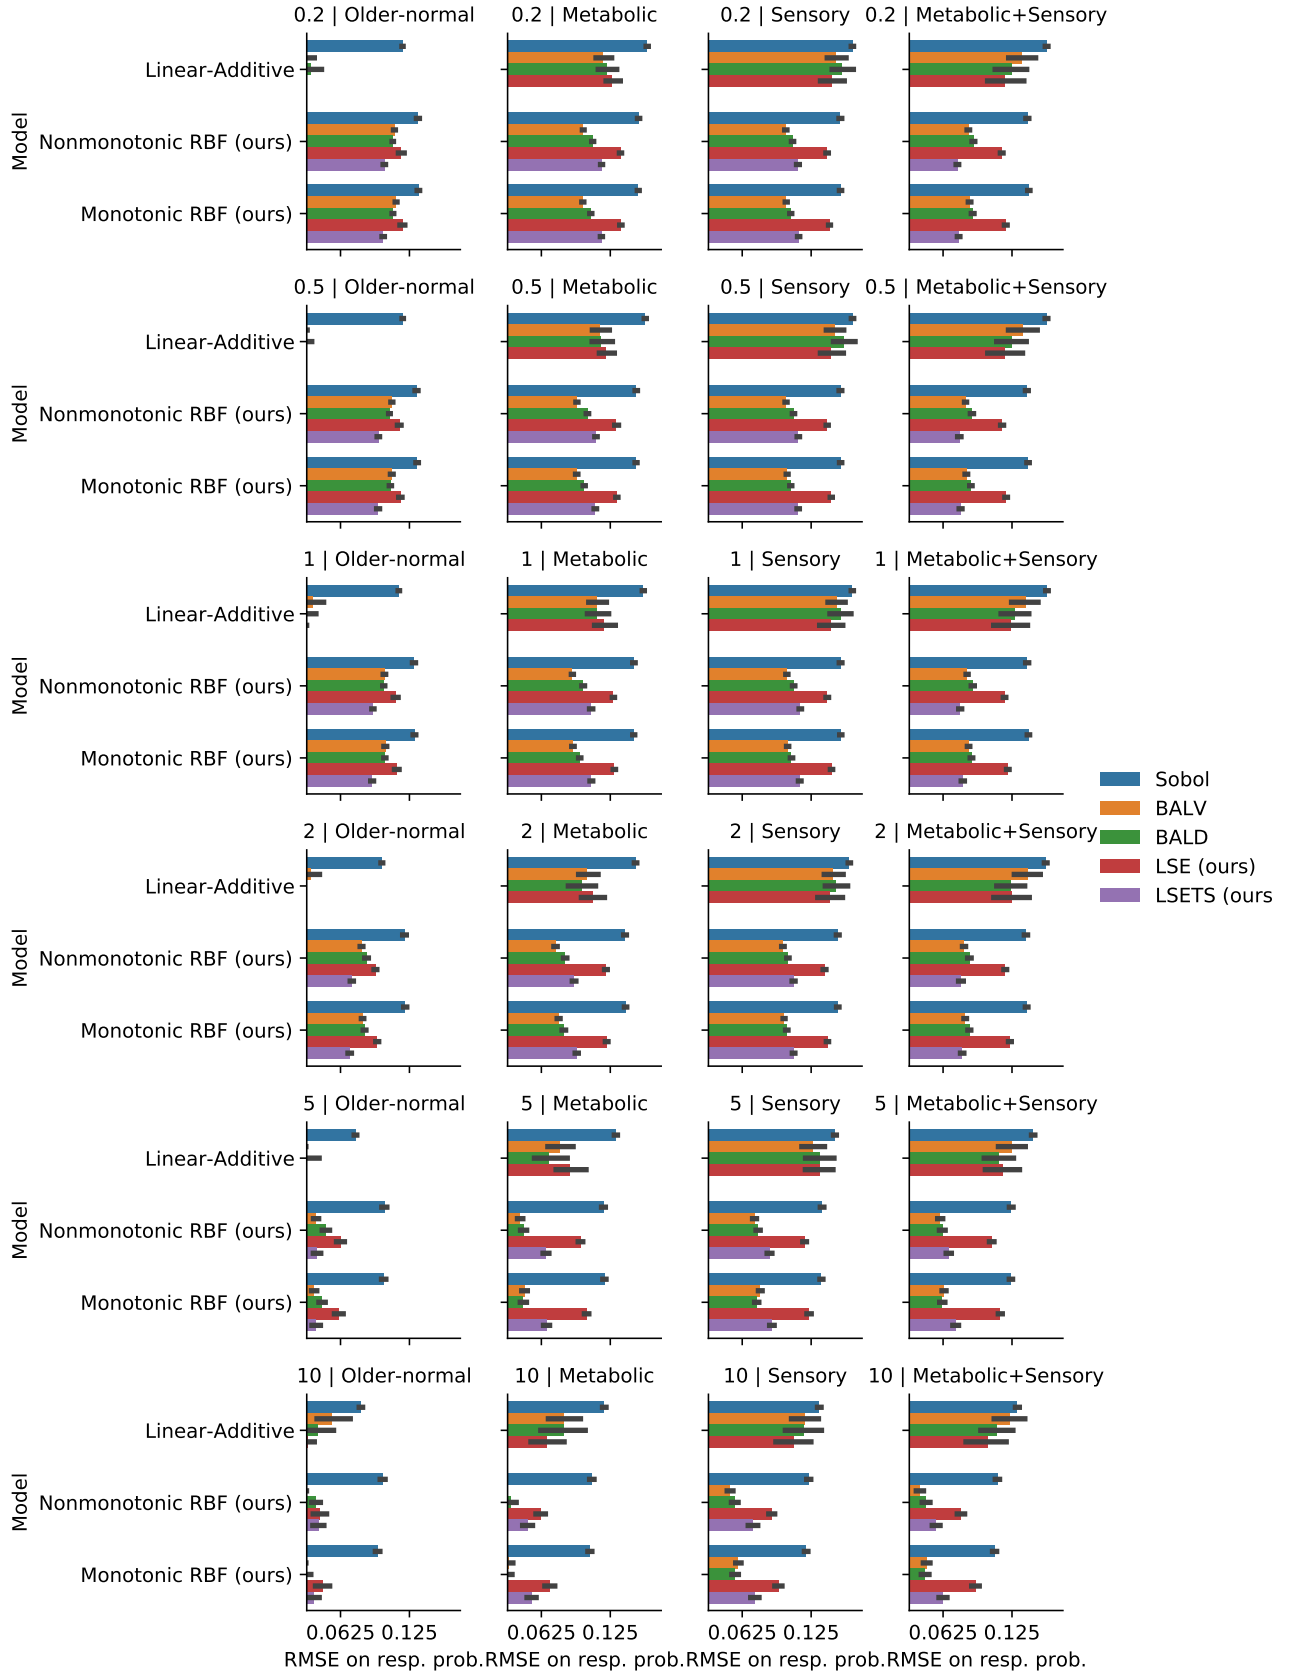 0.2 | Older-normal
0.2 | Metabolic
0.2 | Sensory
0.2 | Metabolic+Sensory
Model
Linear-Additive
Nonmonotonic RBF (ours)
Monotonic RBF (ours)
0.5 | Older-normal
0.5 | Metabolic
0.5 | Sensory
0.5 | Metabolic+Sensory
Model
Linear-Additive
Nonmonotonic RBF (ours)
Monotonic RBF (ours)
1 | Older-normal
1 | Metabolic
1 | Sensory
1 | Metabolic+Sensory
Model
Linear-Additive
Nonmonotonic RBF (ours)
Monotonic RBF (ours)
Sobol
BALV
BALD
LSE (ours)
LSETS (ours
2 | Older-normal
2 | Metabolic
2 | Sensory
2 | Metabolic+Sensory
Model
Linear-Additive
Nonmonotonic RBF (ours)
Monotonic RBF (ours)
5 | Older-normal
5 | Metabolic
5 | Sensory
5 | Metabolic+Sensory
Model
Linear-Additive
Nonmonotonic RBF (ours)
Monotonic RBF (ours)
10 | Older-normal
10 | Metabolic
10 | Sensory
10 | Metabolic+Sensory
Model
Linear-Additive
Nonmonotonic RBF (ours)
Monotonic RBF (ours)
0.0625 0.125
0.0625 0.125
0.0625 0.125
0.0625 0.125
RMSE on resp. prob.
RMSE on resp. prob.
RMSE on resp. prob.
RMSE on resp. prob.